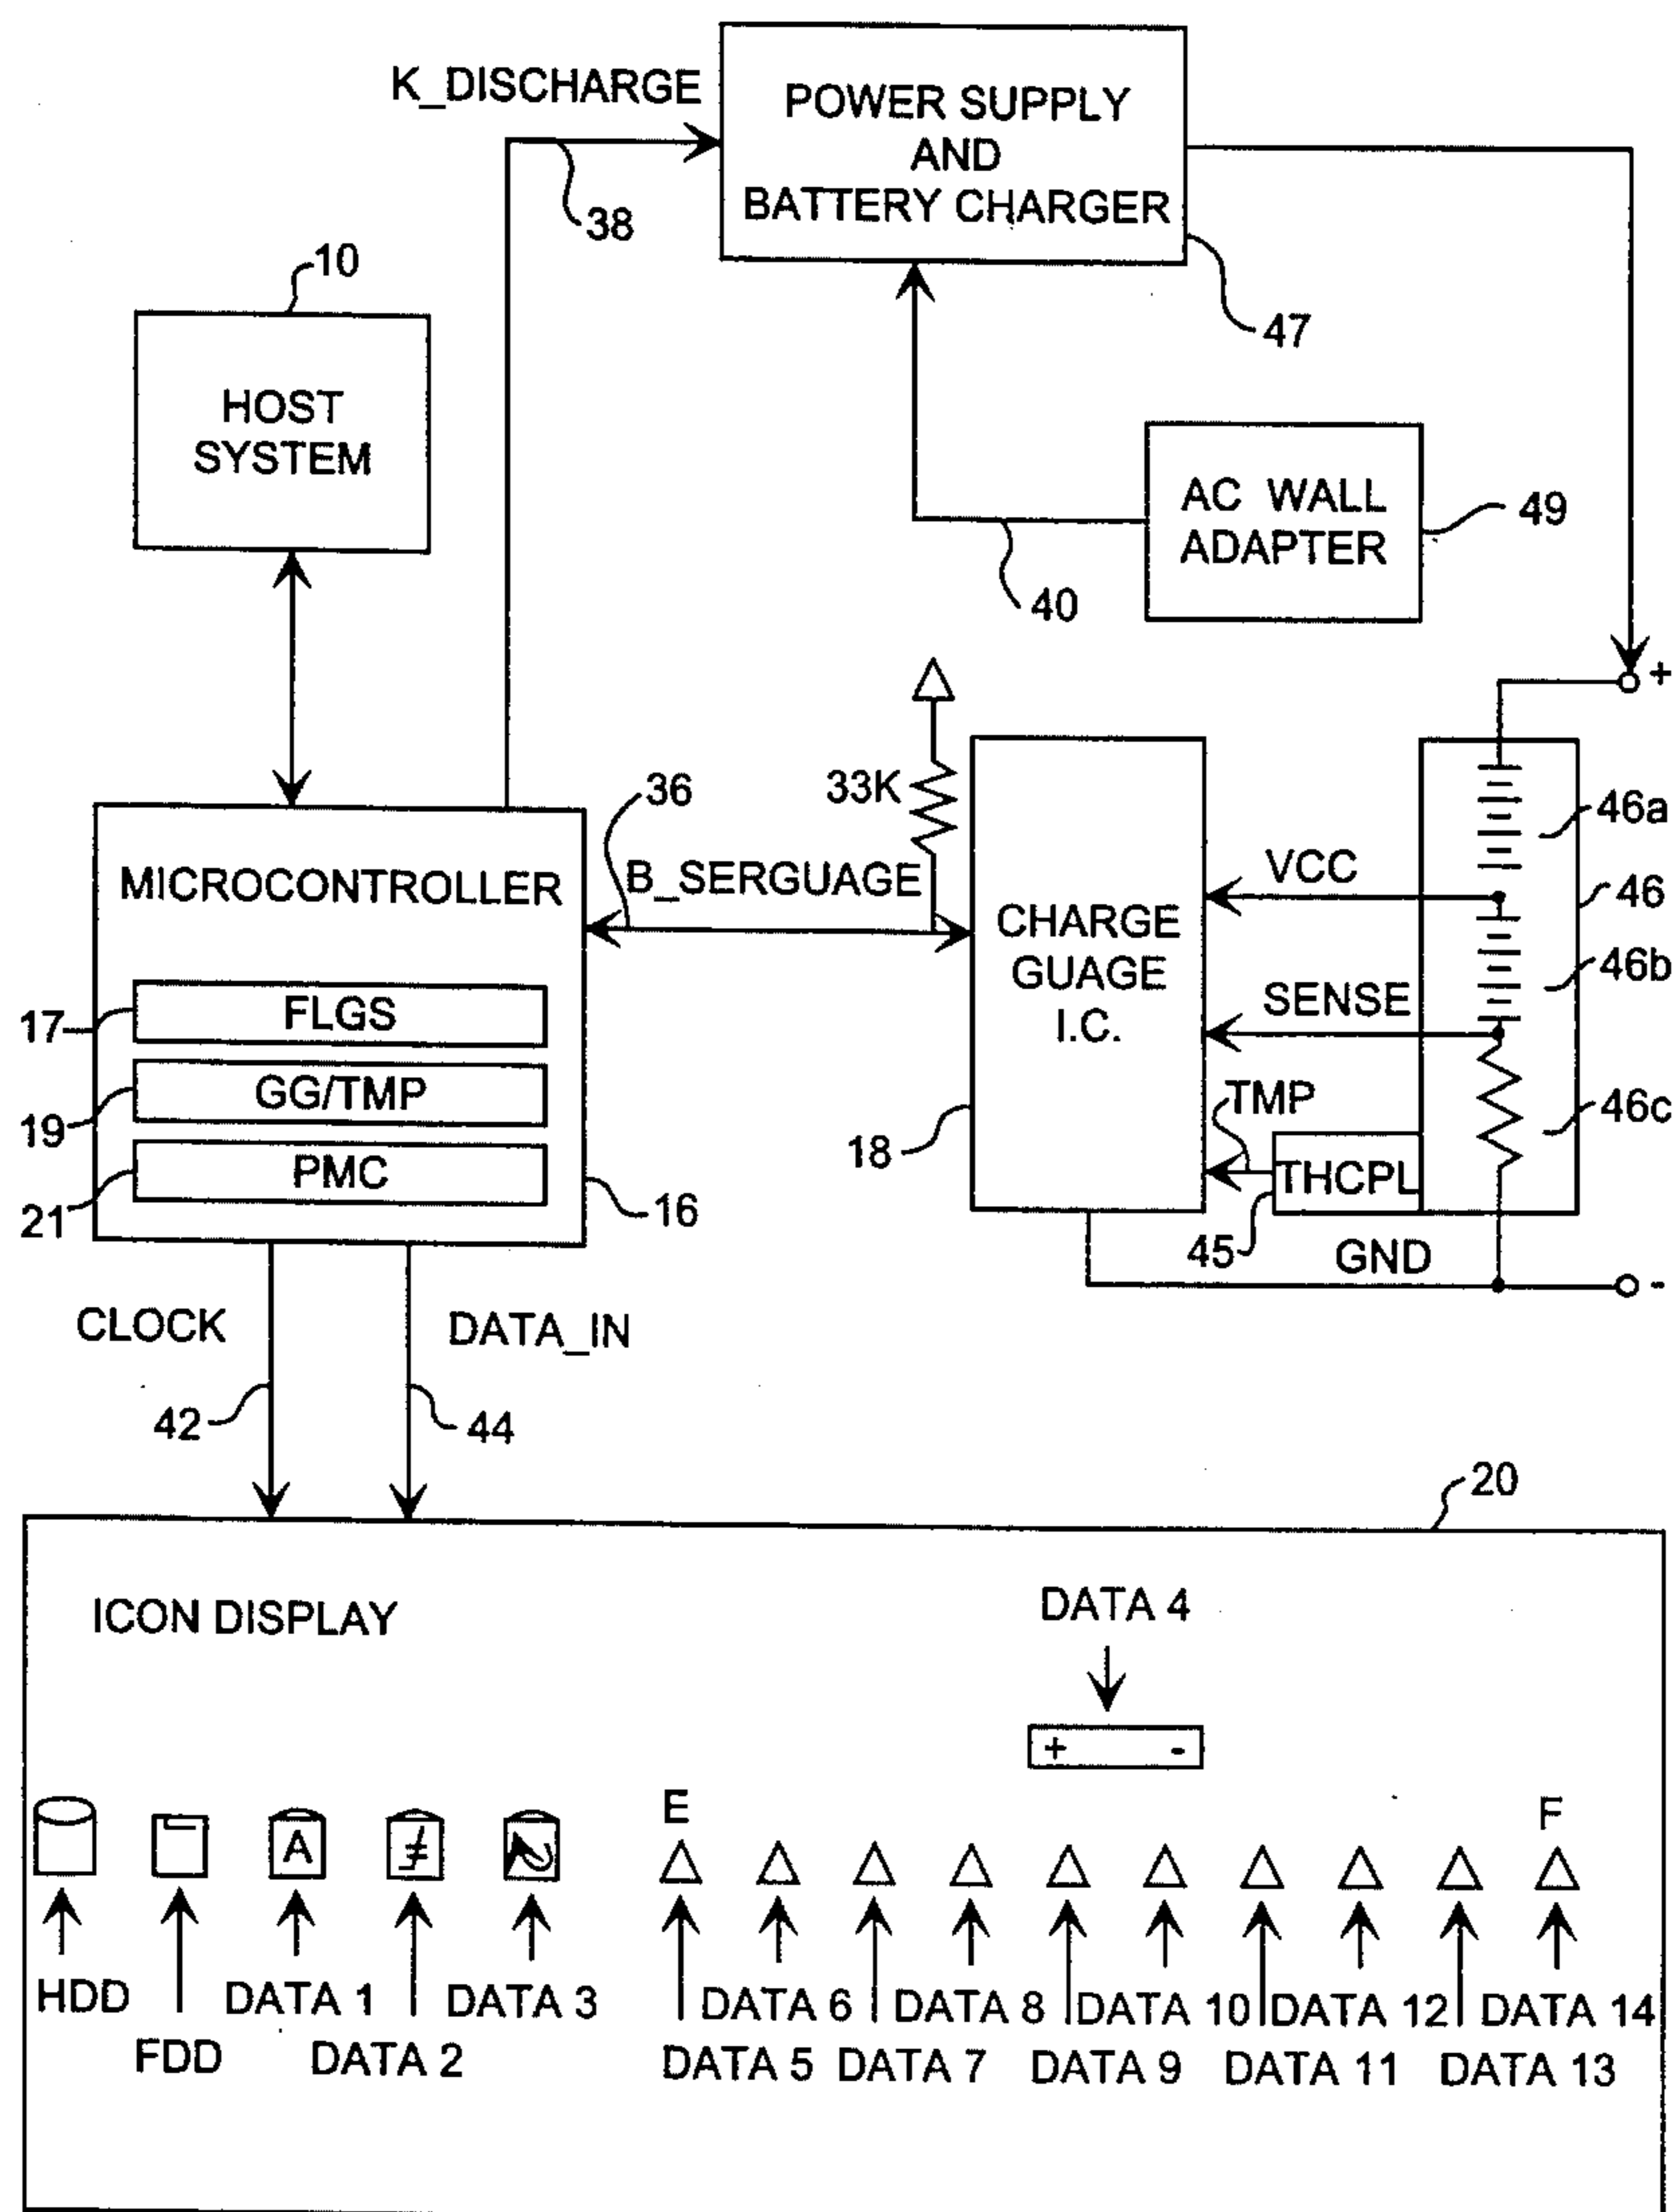 K_DISCHARGE
POWER SUPPLY
AND
BATTERY CHARGER
38
10
47
HOST
SYSTEM
AC WALL
ADAPTER
49
40
+
36
33K
46a
MICROCONTROLLER
B_SERGUAGE
VCC
46
CHARGE
GUAGE
I.C.
46b
SENSE
17
FLGS
TMP
46c
19
GG/TMP
18
THCPL
21
PMC
16
45
GND
-
CLOCK
DATA_IN
42
44
20
ICON DISPLAY
DATA 4
+ -
E
F
A
HDD
DATA 1
DATA 3
DATA 6
DATA 8
DATA 10
DATA 12
DATA 14
FDD
DATA 2
DATA 5
DATA 7
DATA 9
DATA 11
DATA 13